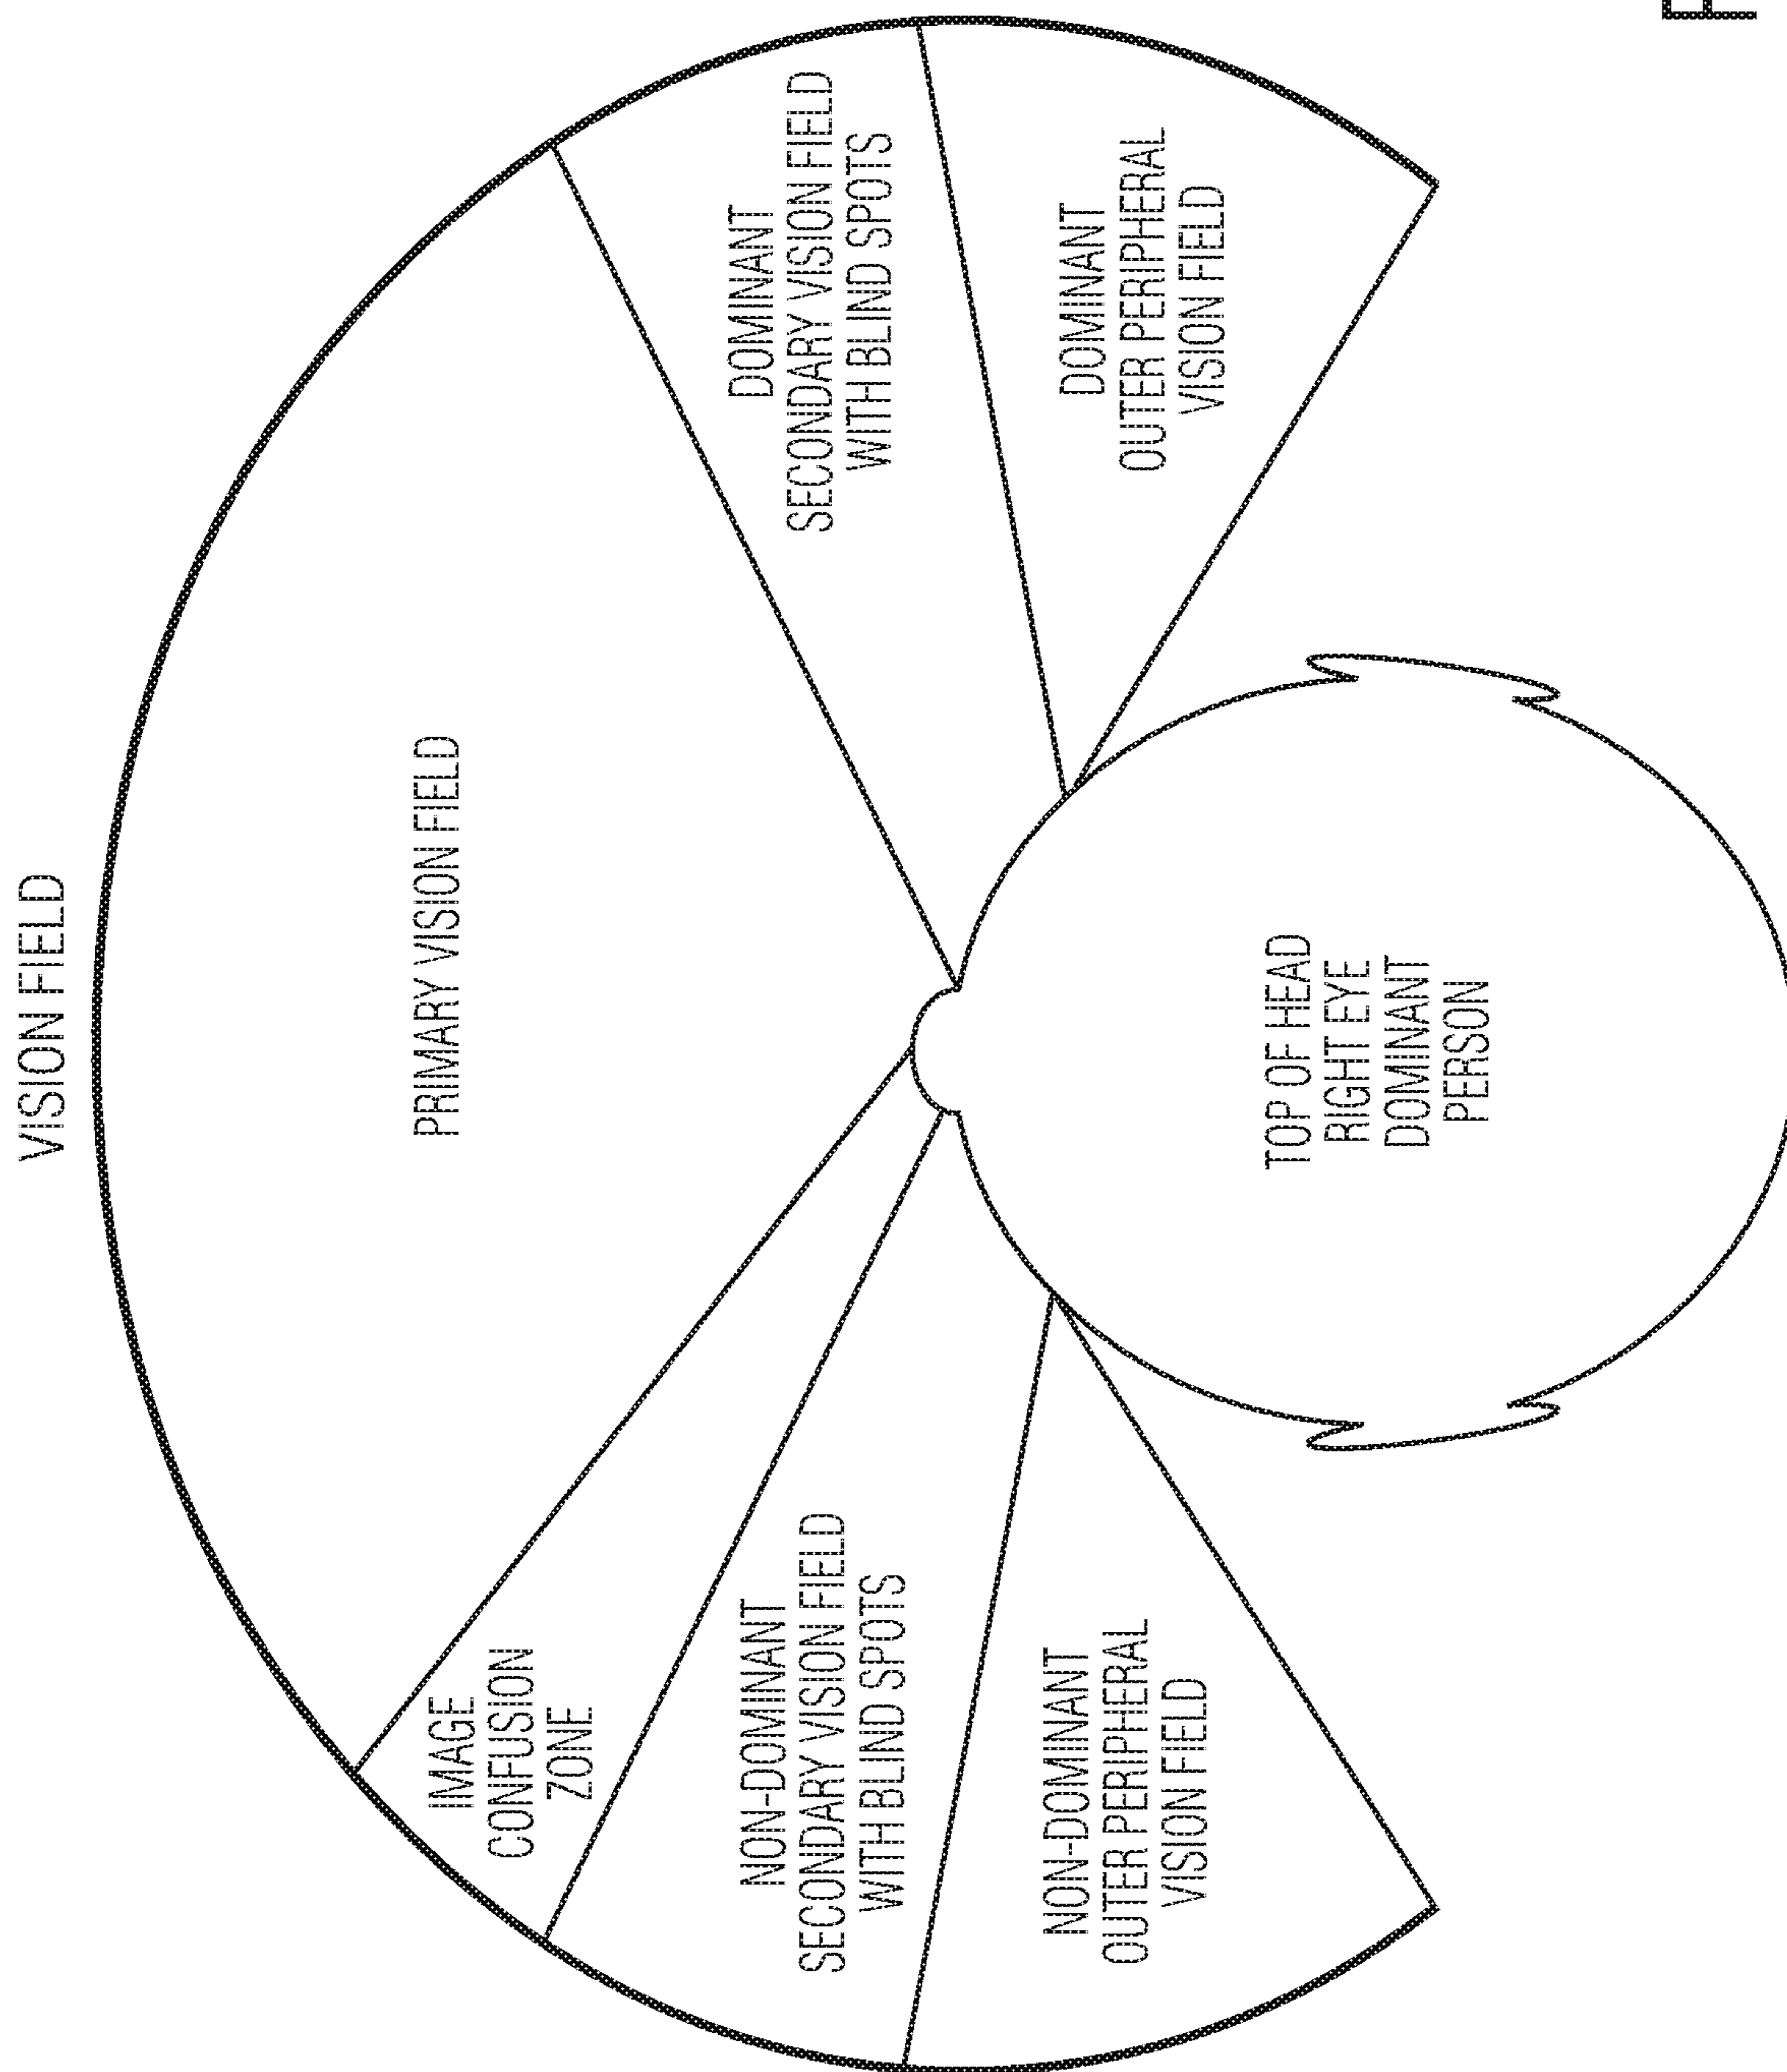 VISION FIELD
PRIMARY VISION FIELD
IMAGE
CONFUSION
ZONE
NON-DOMINANT
SECONDARY VISION FIELD
WITH BLIND SPOTS
NON-DOMINANT
OUTER PERIPHERAL
VISION FIELD
DOMINANT
SECONDARY VISION FIELD
WITH BLIND SPOTS
DOMINANT
OUTER PERIPHERAL
VISION FIELD
TOP OF HEAD
RIGHT EYE
DOMINANT
PERSON